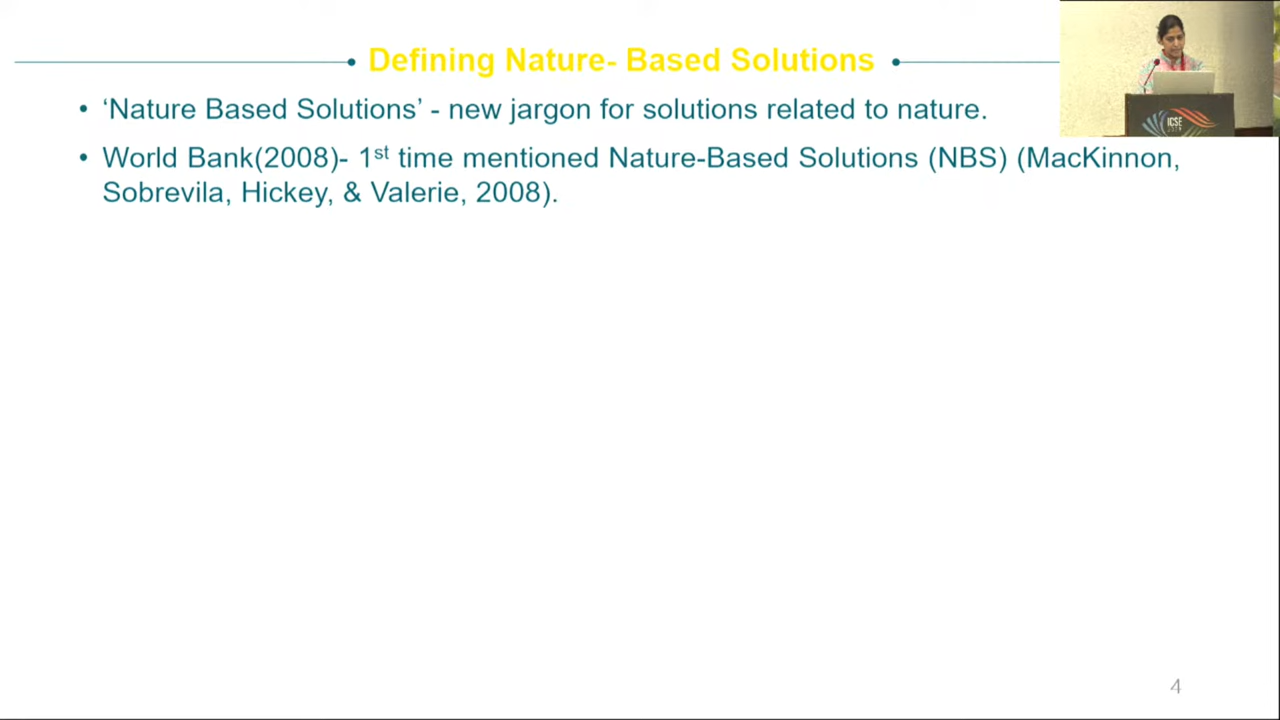 Defining Nature- Based Solutions
• ‘Nature Based Solutions’ - new jargon for solutions related to nature.
• World Bank(2008)- 1st time mentioned Nature-Based Solutions (NBS) (MacKinnon,
Sobrevila, Hickey, & Valerie, 2008).
ICSE
4